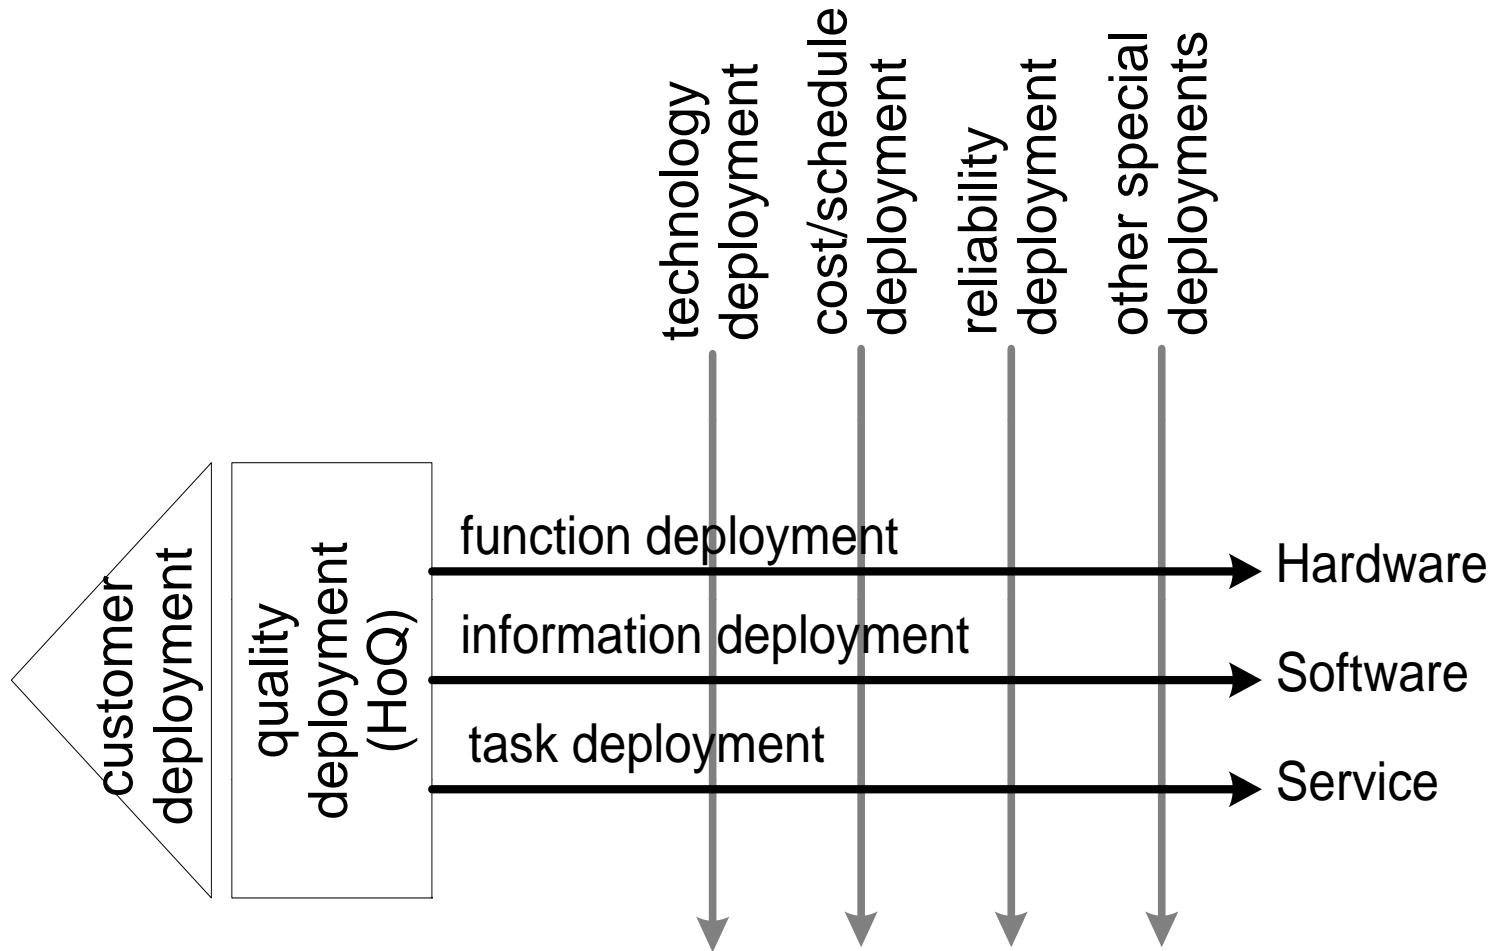 technology
deployment
cost/schedule
deployment
reliability
deployment
other special
deployments
customer
deployment
quality
deployment
(HoQ)
function deployment
Hardware
information deployment
Software
task deployment
Service